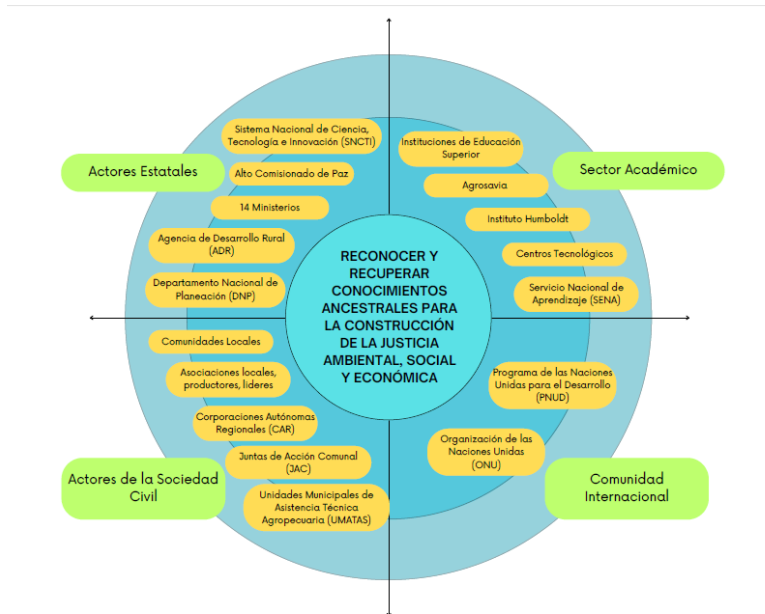 Actores Estatales
Sistema Nacional de Ciencia,
Tecnología e Innovación (SNCTI)
Alto Comisionado de Paz
14 Ministerios
Agencia de Desarrollo Rural
(ADR)
Departamento Nacional de
Planeación (DNP)
Sector Académico
Instituciones de Educación
Superior
Agrosavia
Instituto Humboldt
Centros Tecnológicos
Servicio Nacional de
Aprendizaje (SENA)
RECONOCER Y
RECUPERAR
CONOCIMIENTOS
ANCESTRALES PARA
LA CONSTRUCCIÓN
DE LA JUSTICIA
AMBIENTAL, SOCIAL
Y ECONÓMICA
Comunidades Locales
Asociaciones locales,
productores, lideres
Corporaciones Autónomas
Regionales (CAR)
Juntas de Acción Comunal
(JAC)
Unidades Municipales de
Asistencia Técnica
Agropecuaria (UMATAS)
Actores de la Sociedad
Civil
Programa de las Naciones
Unidas para el Desarrollo
(PNUD)
Organización de las
Naciones Unidas
(ONU)
Comunidad
Internacional